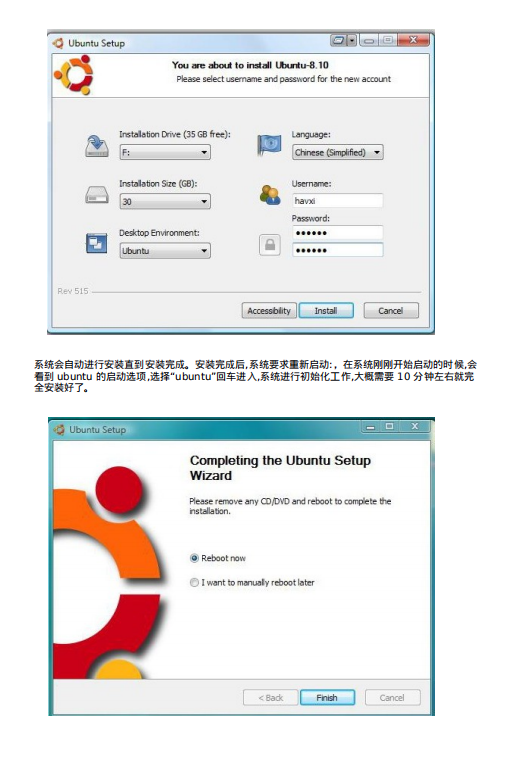 Ubuntu Setup
You are about to install Ubuntu-8.10
Please select username and password for the new account
Installation Drive (35 GB free):
F:
Language:
Chinese (Simplified)
Installation Size (GB):
30
Username:
havxi
Password:
••••••
Desktop Environment:
Ubuntu
••••••
Rev 515
Accessibility
Install
Cancel
系统会自动进行安装直到安装完成。安装完成后,系统要求重新启动:，在系统刚刚开始启动的时候,会
看到 ubuntu 的启动选项,选择“ubuntu”回车进入,系统进行初始化工作,大概需要 10 分钟左右就完
全安装好了。
Ubuntu Setup
Completing the Ubuntu Setup
Wizard
Please remove any CD/DVD and reboot to complete the
installation.
Reboot now
I want to manually reboot later
< Back
Finish
Cancel